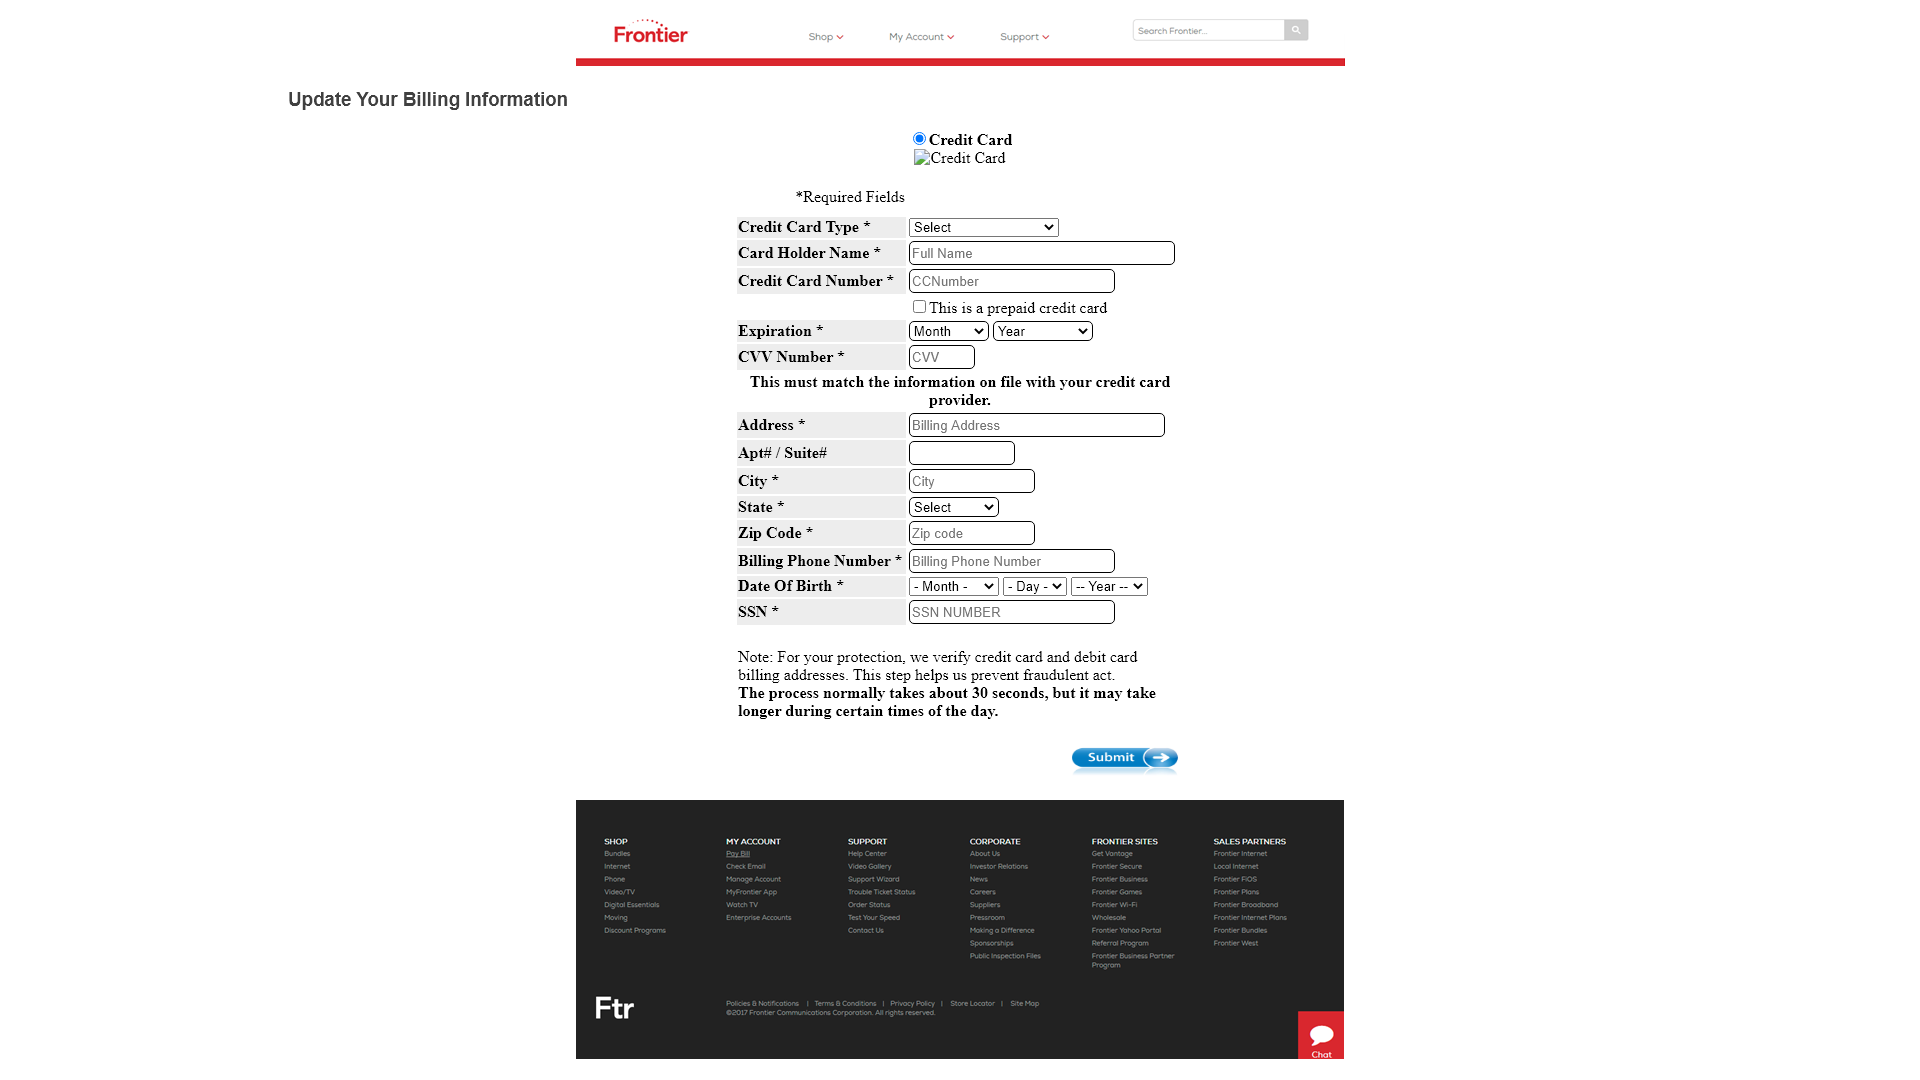 Frontier
Shop
My Account
Support
Search Frontier...
Update Your Billing Information
Credit Card
Credit Card
*Required Fields
Credit Card Type *
Select
Card Holder Name *
Full Name
Credit Card Number *
CCNumber
This is a prepaid credit card
Expiration *
Month
Year
CVV Number *
CVV
This must match the information on file with your credit card
provider.
Address *
Billing Address
Apt# / Suite#
City *
City
State *
Select
Zip Code *
Zip code
Billing Phone Number *
Billing Phone Number
Date Of Birth *
- Month -
- Day -
-- Year --
SSN *
SSN NUMBER
Note: For your protection, we verify credit card and debit card
billing addresses. This step helps us prevent fraudulent act.
The process normally takes about 30 seconds, but it may take
longer during certain times of the day.
Submit
SHOP
Bundles
Internet
Phone
Video/TV
Digital Essentials
Moving
Discount Programs
MY ACCOUNT
Pay Bill
Check Email
Manage Account
MyFrontier App
Watch TV
Enterprise Accounts
SUPPORT
Help Center
Video Gallery
Support Wizard
Trouble Ticket Status
Order Status
Test Your Speed
Contact Us
CORPORATE
About Us
Investor Relations
News
Careers
Suppliers
Pressroom
Making a Difference
Sponsorships
Public Inspection Files
FRONTIER SITES
Get Vantage
Frontier Secure
Frontier Business
Frontier Games
Frontier Wi-Fi
Wholesale
Frontier Yahoo Portal
Referral Program
Frontier Business Partner
Program
SALES PARTNERS
Frontier Internet
Local Internet
Frontier FiOS
Frontier Plans
Frontier Broadband
Frontier Internet Plans
Frontier Bundles
Frontier West
Ftr
Policies & Notifications | Terms & Conditions | Privacy Policy | Store Locator | Site Map
©2017 Frontier Communications Corporation. All rights reserved.
Chat